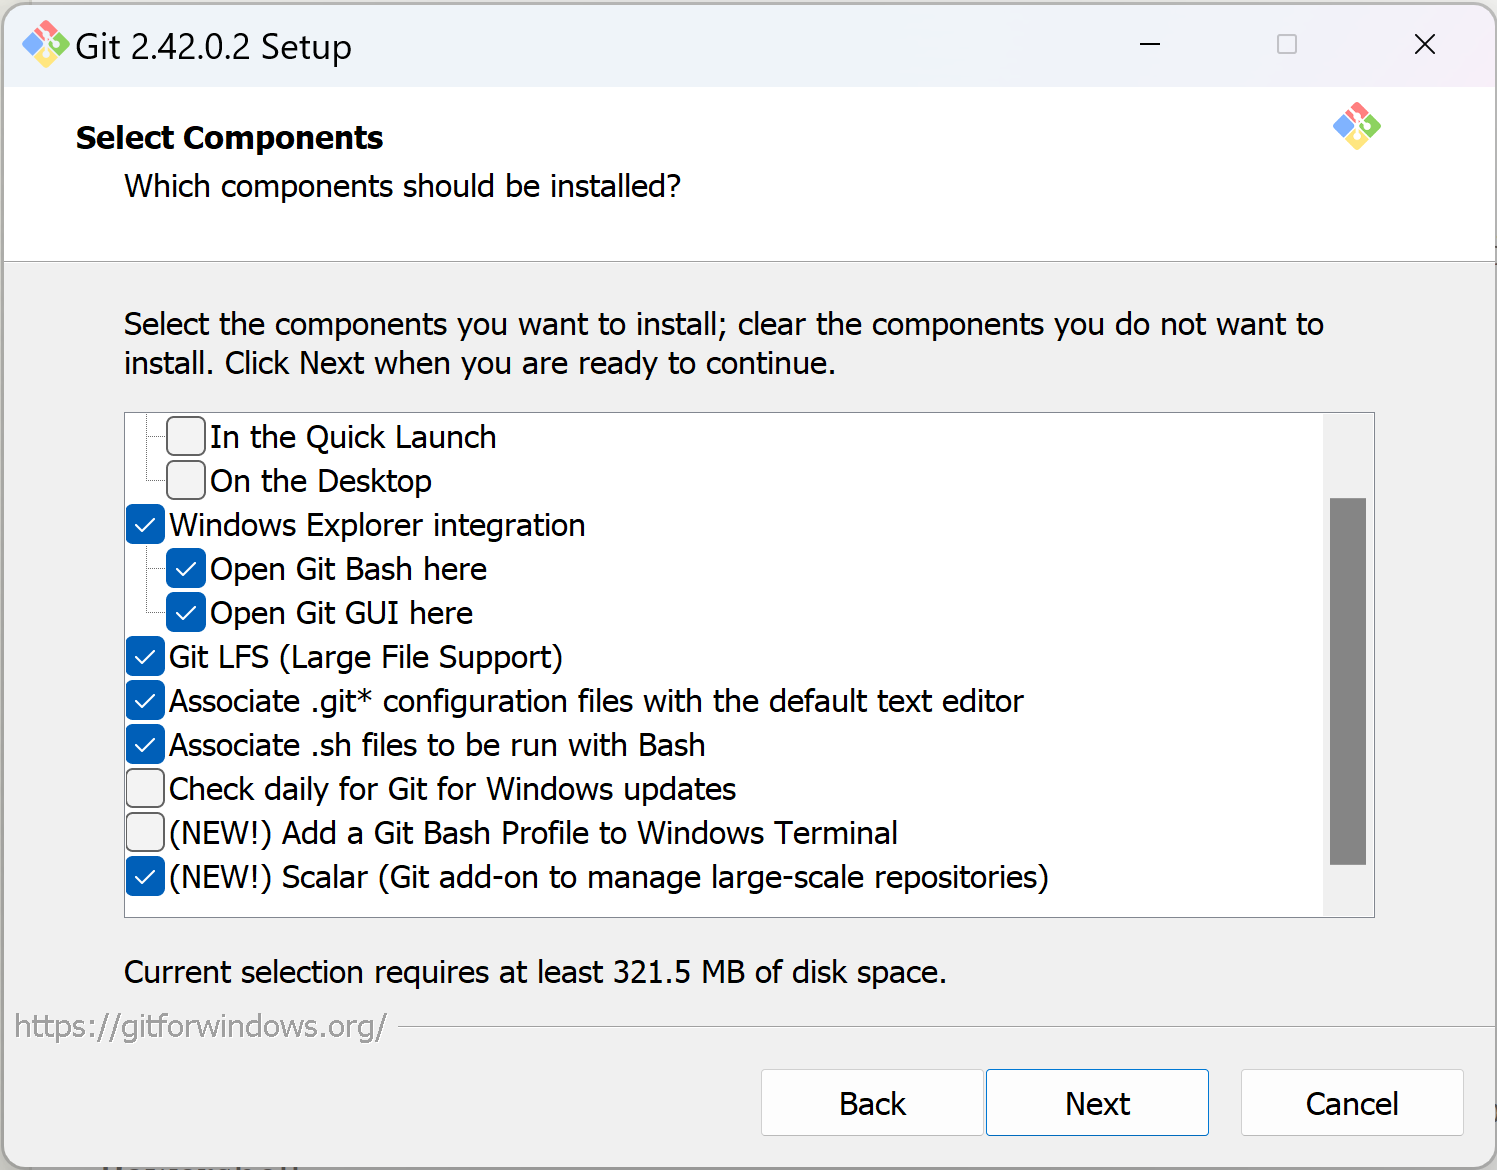 Git 2.42.0.2 Setup
Select Components
Which components should be installed?
Select the components you want to install; clear the components you do not want to
install. Click Next when you are ready to continue.
In the Quick Launch
On the Desktop
Windows Explorer integration
Open Git Bash here
Open Git GUI here
Git LFS (Large File Support)
Associate .git* configuration files with the default text editor
Associate .sh files to be run with Bash
Check daily for Git for Windows updates
(NEW!) Add a Git Bash Profile to Windows Terminal
(NEW!) Scalar (Git add-on to manage large-scale repositories)
Current selection requires at least 321.5 MB of disk space.
https://gitforwindows.org/
Back Next Cancel